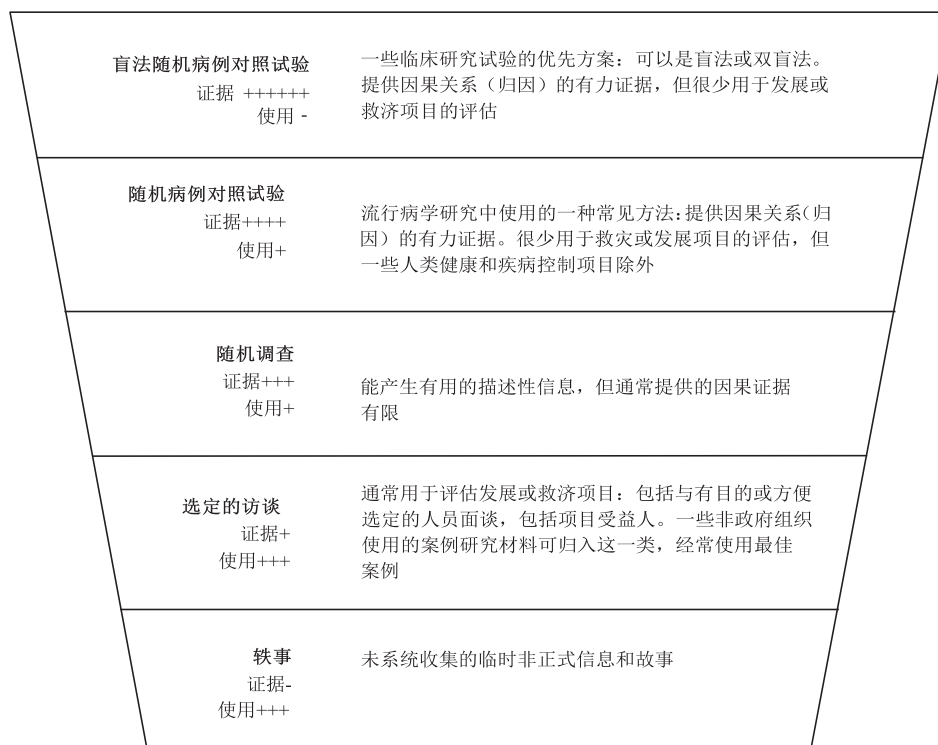 盲法随机病例对照试验
证据 ++++++
使用 -
一些临床研究试验的优先方案：可以是盲法或双盲法。
提供因果关系（归因）的有力证据，但很少用于发展或
救济项目的评估
随机病例对照试验
证据++++
使用+
流行病学研究中使用的一种常见方法：提供因果关系（归
因）的有力证据。很少用于救灾或发展项目的评估，但
一些人类健康和疾病控制项目除外
随机调查
证据+++
使用+
能产生有用的描述性信息，但通常提供的因果证据
有限
选定的访谈
证据+
使用+++
通常用于评估发展或救济项目：包括与有目的或方便
选定的人员面谈，包括项目受益人。一些非政府组织
使用的案例研究材料可归入这一类，经常使用最佳
案例
轶事
证据-
使用+++
未系统收集的临时非正式信息和故事